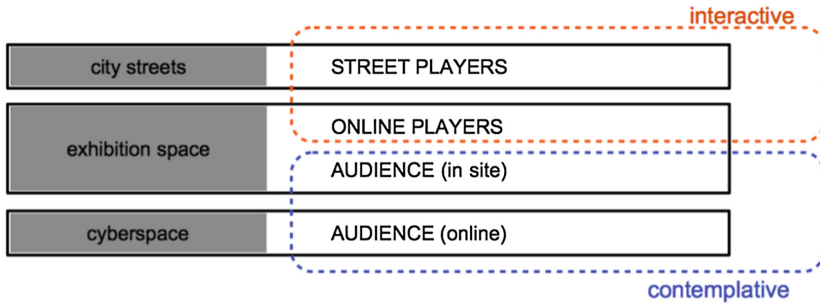 interactive
city streets
STREET PLAYERS
exhibition space
ONLINE PLAYERS
AUDIENCE (in site)
cyberspace
AUDIENCE (online)
contemplative